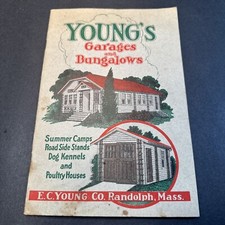 YOUNG'S
Garages
and
Bungalows
Summer Camps
Road Side Stands
Dog Kennels
and
Poultry Houses
E. C. YOUNG CO. RANDOLPH, MASS.